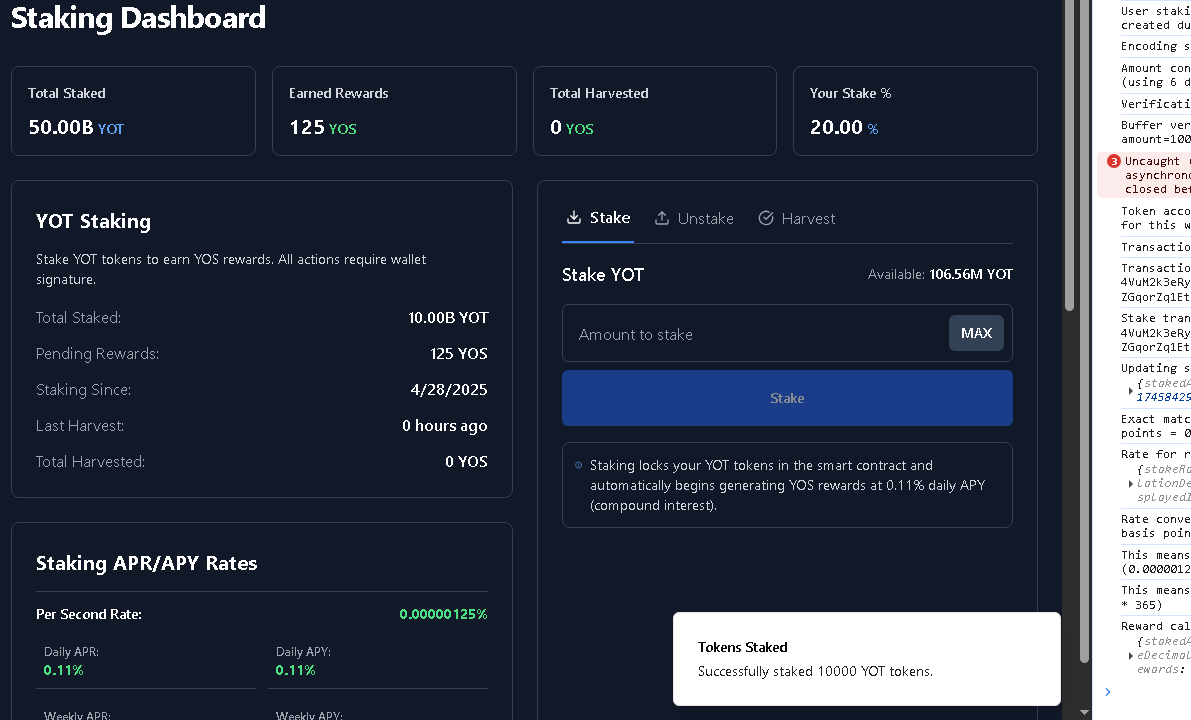 Staking Dashboard
Total Staked
50.00B YOT
Earned Rewards
125 YOS
Total Harvested
0 YOS
Your Stake %
20.00 %
YOT Staking
Stake YOT tokens to earn YOS rewards. All actions require wallet
signature.
Total Staked: 10.00B YOT
Pending Rewards: 125 YOS
Staking Since: 4/28/2025
Last Harvest: 0 hours ago
Total Harvested: 0 YOS
Staking APR/APY Rates
Per Second Rate: 0.00000125%
Daily APR: Daily APY:
0.11% 0.11%
Weekly APR: Weekly APY:
Stake Unstake Harvest
Stake YOT Available: 106.56M YOT
Amount to stake MAX
Stake
Staking locks your YOT tokens in the smart contract and
automatically begins generating YOS rewards at 0.11% daily APY
(compound interest).
Tokens Staked
Successfully staked 10000 YOT tokens.
User staki
created du
Encoding s
Amount con
(using 6 d
Verificati
Buffer ver
amount=100
3 Uncaught
asynchrono
closed bef
Token acco
for this w
Transactio
Transactio
4VuM2k3eRy
ZGqorZq1Et
Stake tran
4VuM2k3eRy
ZGqorZq1Et
Updating s
{stakedA
17458425
Exact matc
points = 0
Rate for r
{stakeRa
lationDe
splayedI
Rate conve
basis poin
This means
(0.0000012
This means
* 365)
Reward cal
{stakedA
eDecimal
ewards: